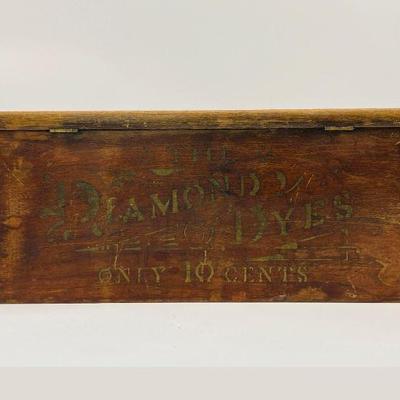 THE
DIAMOND
DYES
ONLY 10 CENTS